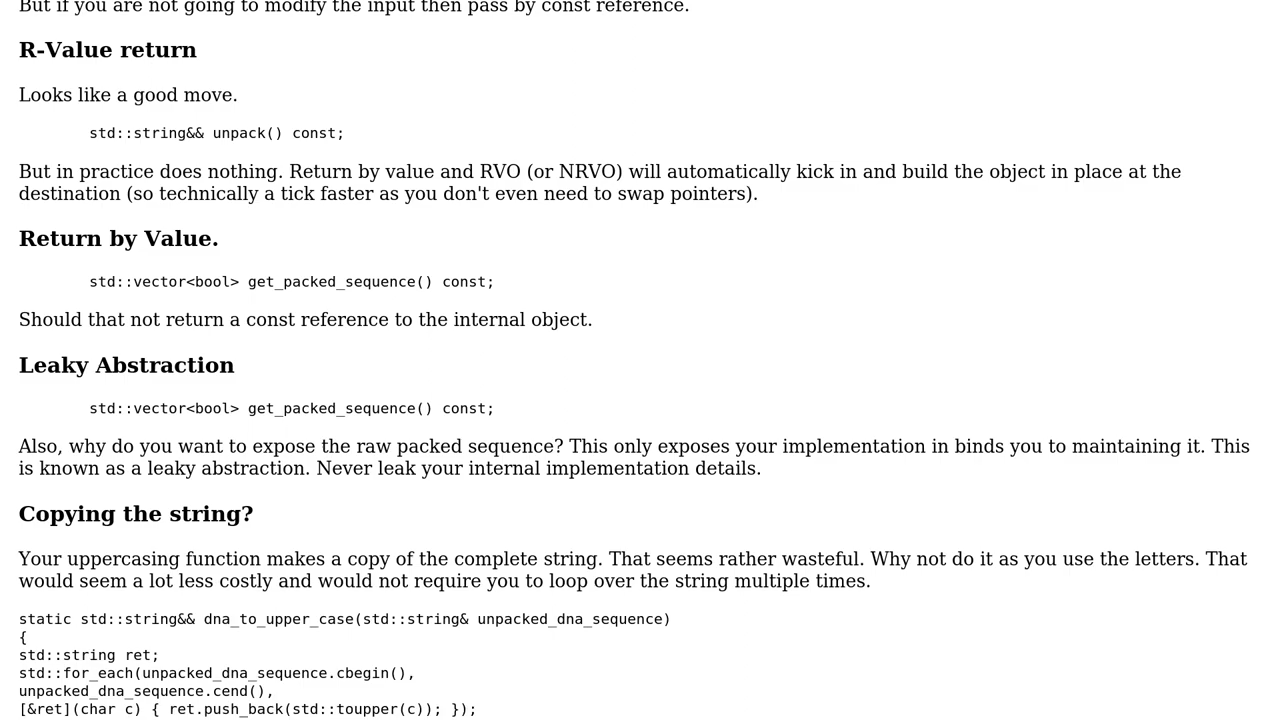 But if you are not going to modify the input then pass by const reference.
R-Value return
Looks like a good move.
std::string&& unpack() const;
But in practice does nothing. Return by value and RVO (or NRVO) will automatically kick in and build the object in place at the
destination (so technically a tick faster as you don't even need to swap pointers).
Return by Value.
std::vector<bool> get_packed_sequence() const;
Should that not return a const reference to the internal object.
Leaky Abstraction
std::vector<bool> get_packed_sequence() const;
Also, why do you want to expose the raw packed sequence? This only exposes your implementation in binds you to maintaining it. This
is known as a leaky abstraction. Never leak your internal implementation details.
Copying the string?
Your uppercasing function makes a copy of the complete string. That seems rather wasteful. Why not do it as you use the letters. That
would seem a lot less costly and would not require you to loop over the string multiple times.
static std::string&& dna_to_upper_case(std::string& unpacked_dna_sequence)
{
std::string ret;
std::for_each(unpacked_dna_sequence.cbegin(),
unpacked_dna_sequence.cend(),
[&ret](char c) { ret.push_back(std::toupper(c)); });